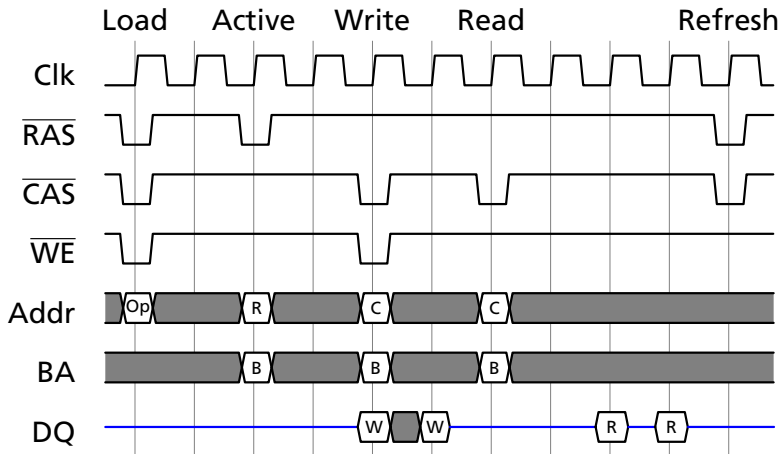 Load Active Write Read Refresh
Clk
RAS
CAS
WE
Addr Op R C C
BA B B B
DQ W W R R